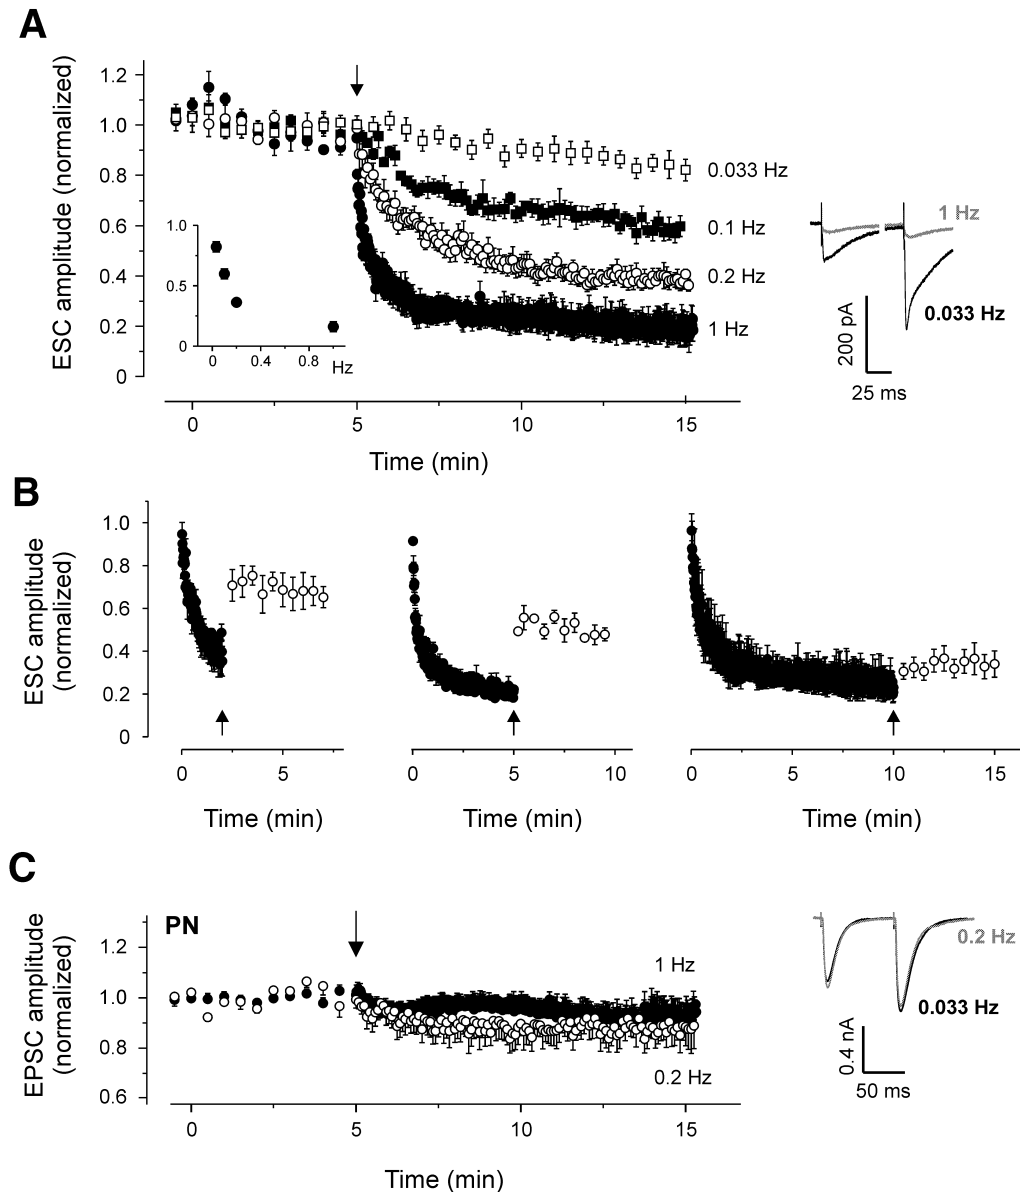 A
ESC amplitude (normalized)
1.2
1.0
0.8
0.6
0.4
0.2
0
0.033 Hz
0.1 Hz
0.2 Hz
1 Hz
1.0
0.5
0
0 0.4 0.8 Hz
0 5 10 15
Time (min)
1 Hz
0.033 Hz
200 pA
25 ms
B
ESC amplitude
(normalized)
1.0
0.8
0.6
0.4
0.2
0
0 5
Time (min)
0 5 10
Time (min)
0 5 10 15
Time (min)
C
PN
EPSC amplitude
(normalized)
1.2
1.0
0.8
0.6
1 Hz
0.2 Hz
0 5 10 15
Time (min)
0.2 Hz
0.033 Hz
0.4 nA
50 ms